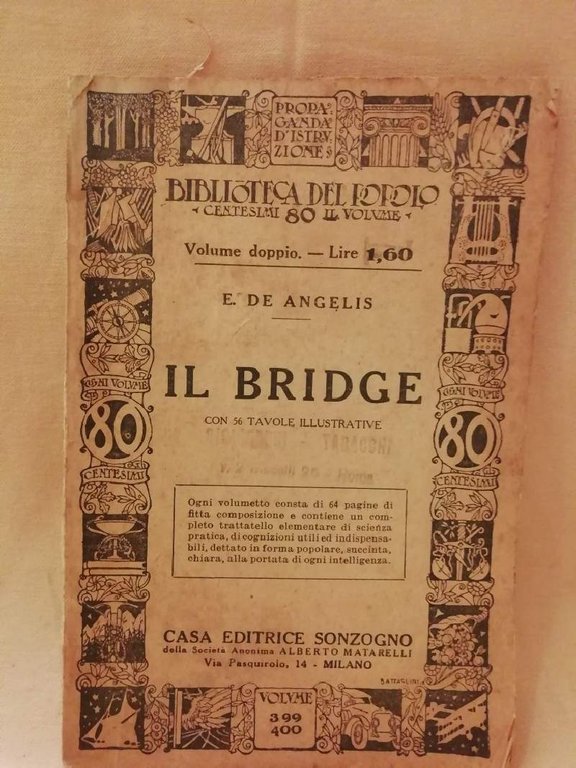 PROPA
GANDA
D'ISTRU
ZIONE
BIBLIOTECA DEL POPOLO
CENTESIMI 80 IL VOLUME
Volume doppio. — Lire 1,60
E. DE ANGELIS
IL BRIDGE
CON 56 TAVOLE ILLUSTRATIVE
OGNI VOLUME
80
CENTESIMI
OGNI VOLUME
80
CENTESIMI
Ogni volumetto consta di 64 pagine di
fitta composizione e contiene un com-
pleto trattatello elementare di scienza
pratica, di cognizioni utili ed indispensa-
bili, dettato in forma popolare, succinta,
chiara, alla portata di ogni intelligenza.
CASA EDITRICE SONZOGNO
della Società Anonima ALBERTO MATARELLI
Via Pasquirolo, 14 - MILANO
BATTAGLINI
VOLVME
399
400